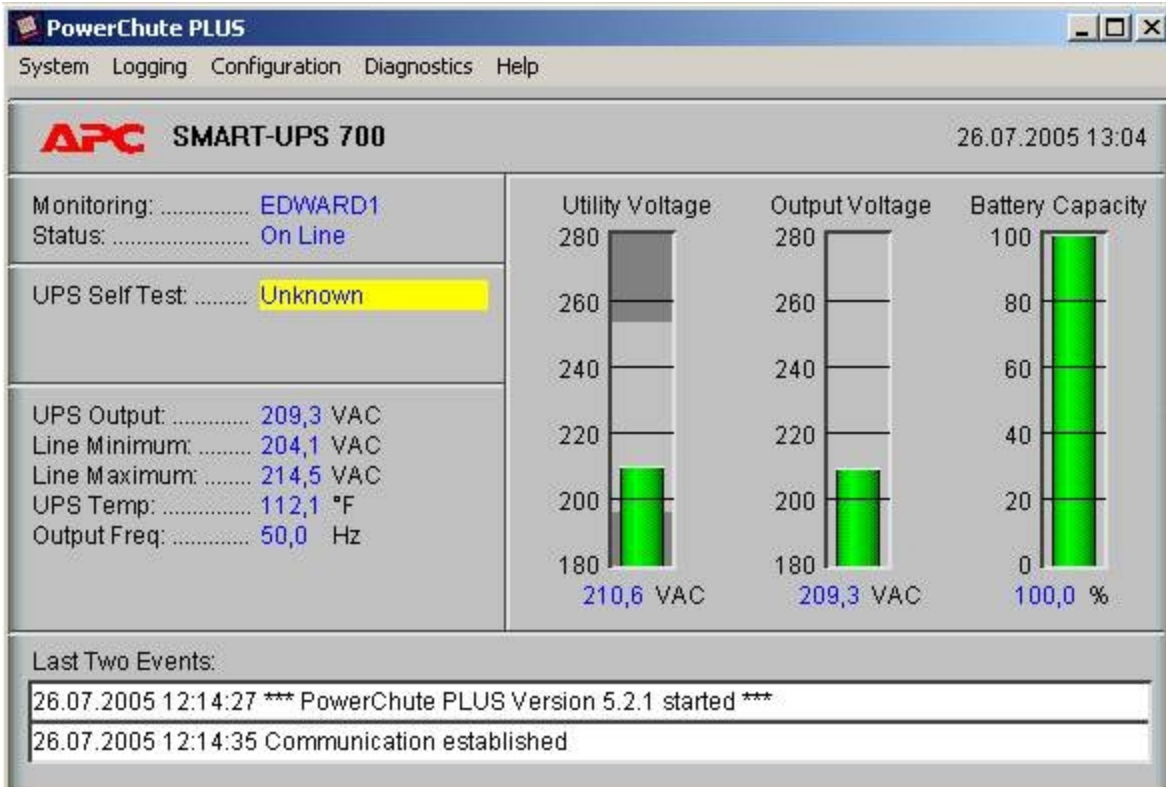 PowerChute PLUS
System Logging Configuration Diagnostics Help
APC SMART-UPS 700 26.07.2005 13:04
Monitoring: .............. EDWARD1
Status: ...................... On Line
UPS Self Test: ......... Unknown
UPS Output: ............ 209,3 VAC
Line Minimum: ......... 204,1 VAC
Line Maximum: ........ 214,5 VAC
UPS Temp: ............... 112,1 °F
Output Freq: ............. 50,0 Hz
Utility Voltage
280
260
240
220
200
180
210,6 VAC
Output Voltage
280
260
240
220
200
180
209,3 VAC
Battery Capacity
100
80
60
40
20
0
100,0 %
Last Two Events:
26.07.2005 12:14:27 *** PowerChute PLUS Version 5.2.1 started ***
26.07.2005 12:14:35 Communication established